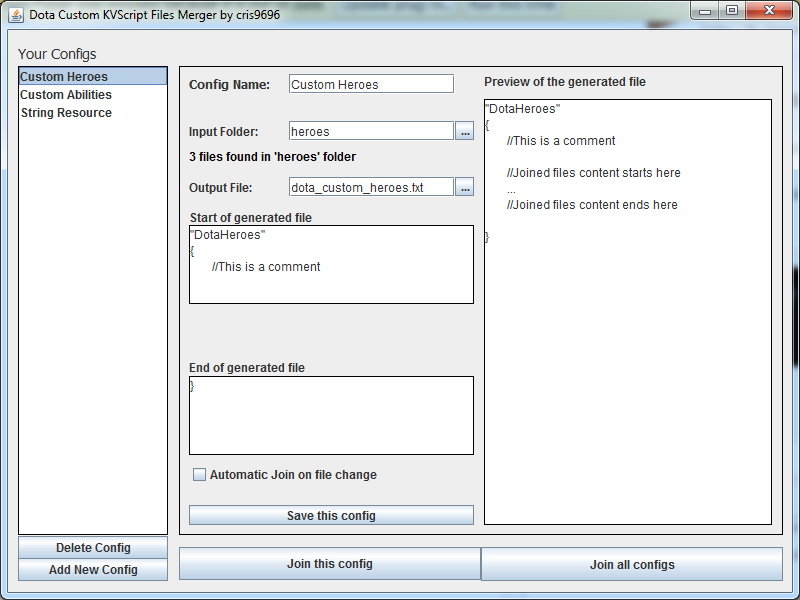 Dota Custom KVScript Files Merger by cris9696
Your Configs
Custom Heroes
Custom Abilities
String Resource
Delete Config
Add New Config
Config Name: Custom Heroes
Input Folder: heroes ...
3 files found in 'heroes' folder
Output File: dota_custom_heroes.txt ...
Start of generated file
"DotaHeroes"
{
//This is a comment
End of generated file
}
Automatic Join on file change
Save this config
Preview of the generated file
"DotaHeroes"
{
//This is a comment
//Joined files content starts here
...
//Joined files content ends here
}
Join this config
Join all configs